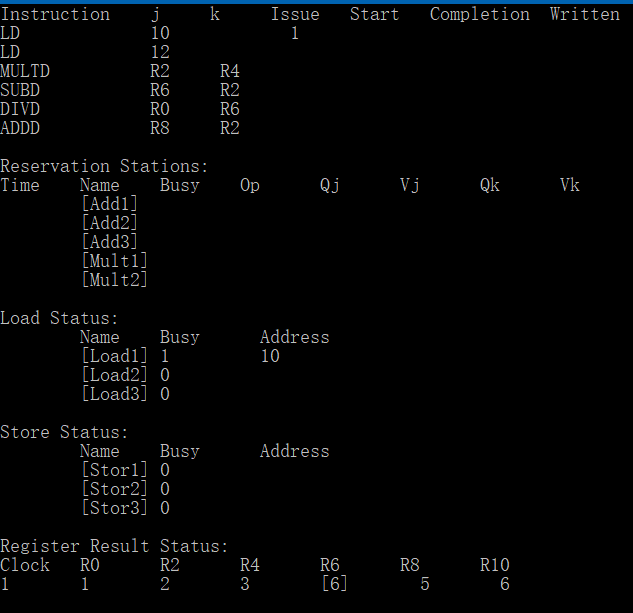 Instruction j k Issue Start Completion Written
LD 10 1
LD 12
MULTD R2 R4
SUBD R6 R2
DIVD R0 R6
ADDD R8 R2
Reservation Stations:
Time Name Busy Op Qj Vj Qk Vk
[Add1]
[Add2]
[Add3]
[Mult1]
[Mult2]
Load Status:
Name Busy Address
[Load1] 1 10
[Load2] 0
[Load3] 0
Store Status:
Name Busy Address
[Stor1] 0
[Stor2] 0
[Stor3] 0
Register Result Status:
Clock R0 R2 R4 R6 R8 R10
1 1 2 3 [6] 5 6